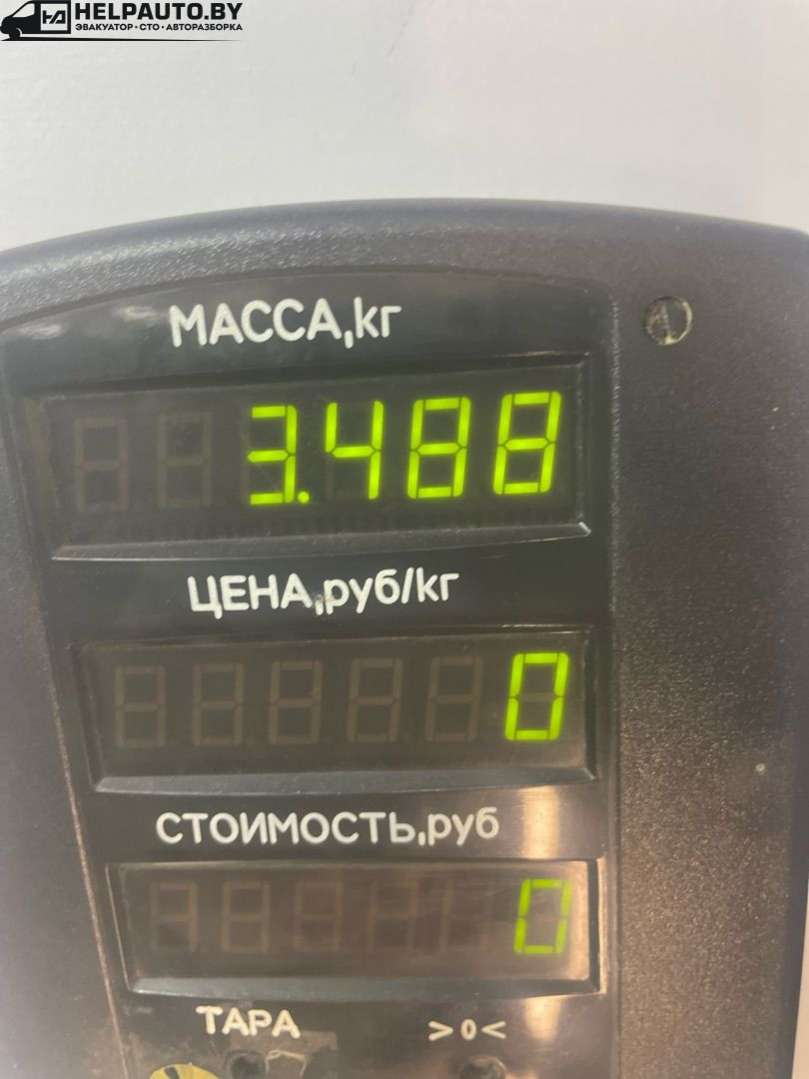 HELPAUTO.BY
ЭВАКУАТОР • СТО • АВТОРАЗБОРКА
МАССА,кг
3.488
ЦЕНА,руб/кг
0
СТОИМОСТЬ,руб
0
ТАРА >0<